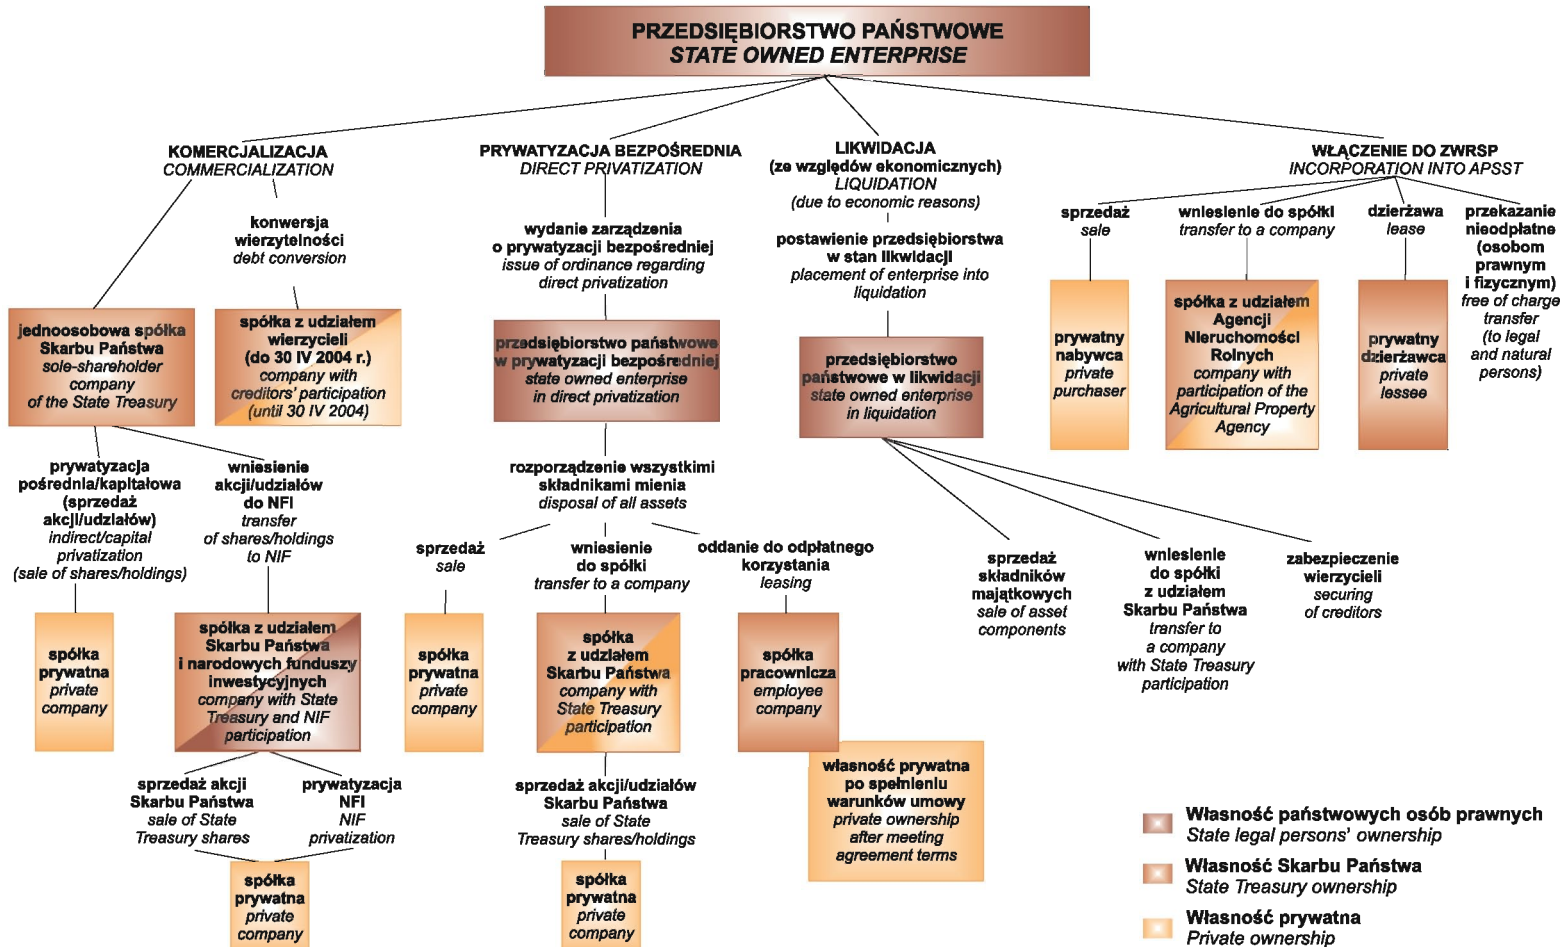 PRZEDSIĘBIORSTWO PAŃSTWOWE
STATE OWNED ENTERPRISE
KOMERCJALIZACJA
COMMERCIALIZATION
PRYWATYZACJA BEZPOŚREDNIA
DIRECT PRIVATIZATION
LIKWIDACJA
(ze względów ekonomicznych)
LIQUIDATION
(due to economic reasons)
WŁĄCZENIE DO ZWRSP
INCORPORATION INTO APSST
konwersja
wierzytelności
debt conversion
wydanie zarządzenia
o prywatyzacji bezpośredniej
issue of ordinance regarding
direct privatization
postawienie przedsiębiorstwa
w stan likwidacji
placement of enterprise into
liquidation
sprzedaż
sale
wniesienie do spółki
transfer to a company
dzierżawa
lease
przekazanie
nieodpłatne
(osobom
prawnym
i fizycznym)
free of charge
transfer
(to legal
and natural
persons)
jednoosobowa spółka
Skarbu Państwa
sole-shareholder
company
of the State Treasury
spółka z udziałem
wierzycieli
(do 30 IV 2004 r.)
company with
creditors' participation
(until 30 IV 2004)
przedsiębiorstwo państwowe
w prywatyzacji bezpośredniej
state owned enterprise
in direct privatization
przedsiębiorstwo
państwowe w likwidacji
state owned enterprise
in liquidation
prywatny
nabywca
private
purchaser
spółka z udziałem
Agencji
Nieruchomości
Rolnych
company with
participation of the
Agricultural Property
Agency
prywatny
dzierżawca
private
lessee
prywatyzacja
pośrednia/kapitałowa
(sprzedaż
akcji/udziałów)
indirect/capital
privatization
(sale of shares/holdings)
wniesienie
akcji/udziałów
do NFI
transfer
of shares/holdings
to NIF
rozporządzenie wszystkimi
składnikami mienia
disposal of all assets
sprzedaż
sale
wniesienie
do spółki
transfer to a company
oddanie do odpłatnego
korzystania
leasing
sprzedaż
składników
majątkowych
sale of asset
components
wniesienie
do spółki
z udziałem
Skarbu Państwa
transfer to
a company
with State Treasury
participation
zabezpieczenie
wierzycieli
securing
of creditors
spółka
prywatna
private
company
spółka z udziałem
Skarbu Państwa
i narodowych funduszy
inwestycyjnych
company with State
Treasury and NIF
participation
spółka
prywatna
private
company
spółka
z udziałem
Skarbu Państwa
company with
State Treasury
participation
spółka
pracownicza
employee
company
własność prywatna
po spełnieniu
warunków umowy
private ownership
after meeting
agreement terms
sprzedaż akcji
Skarbu Państwa
sale of State
Treasury shares
prywatyzacja
NFI
NIF
privatization
sprzedaż akcji/udziałów
Skarbu Państwa
sale of State
Treasury shares/holdings
spółka
prywatna
private
company
spółka
prywatna
private
company
Własność państwowych osób prawnych
State legal persons' ownership
Własność Skarbu Państwa
State Treasury ownership
Własność prywatna
Private ownership